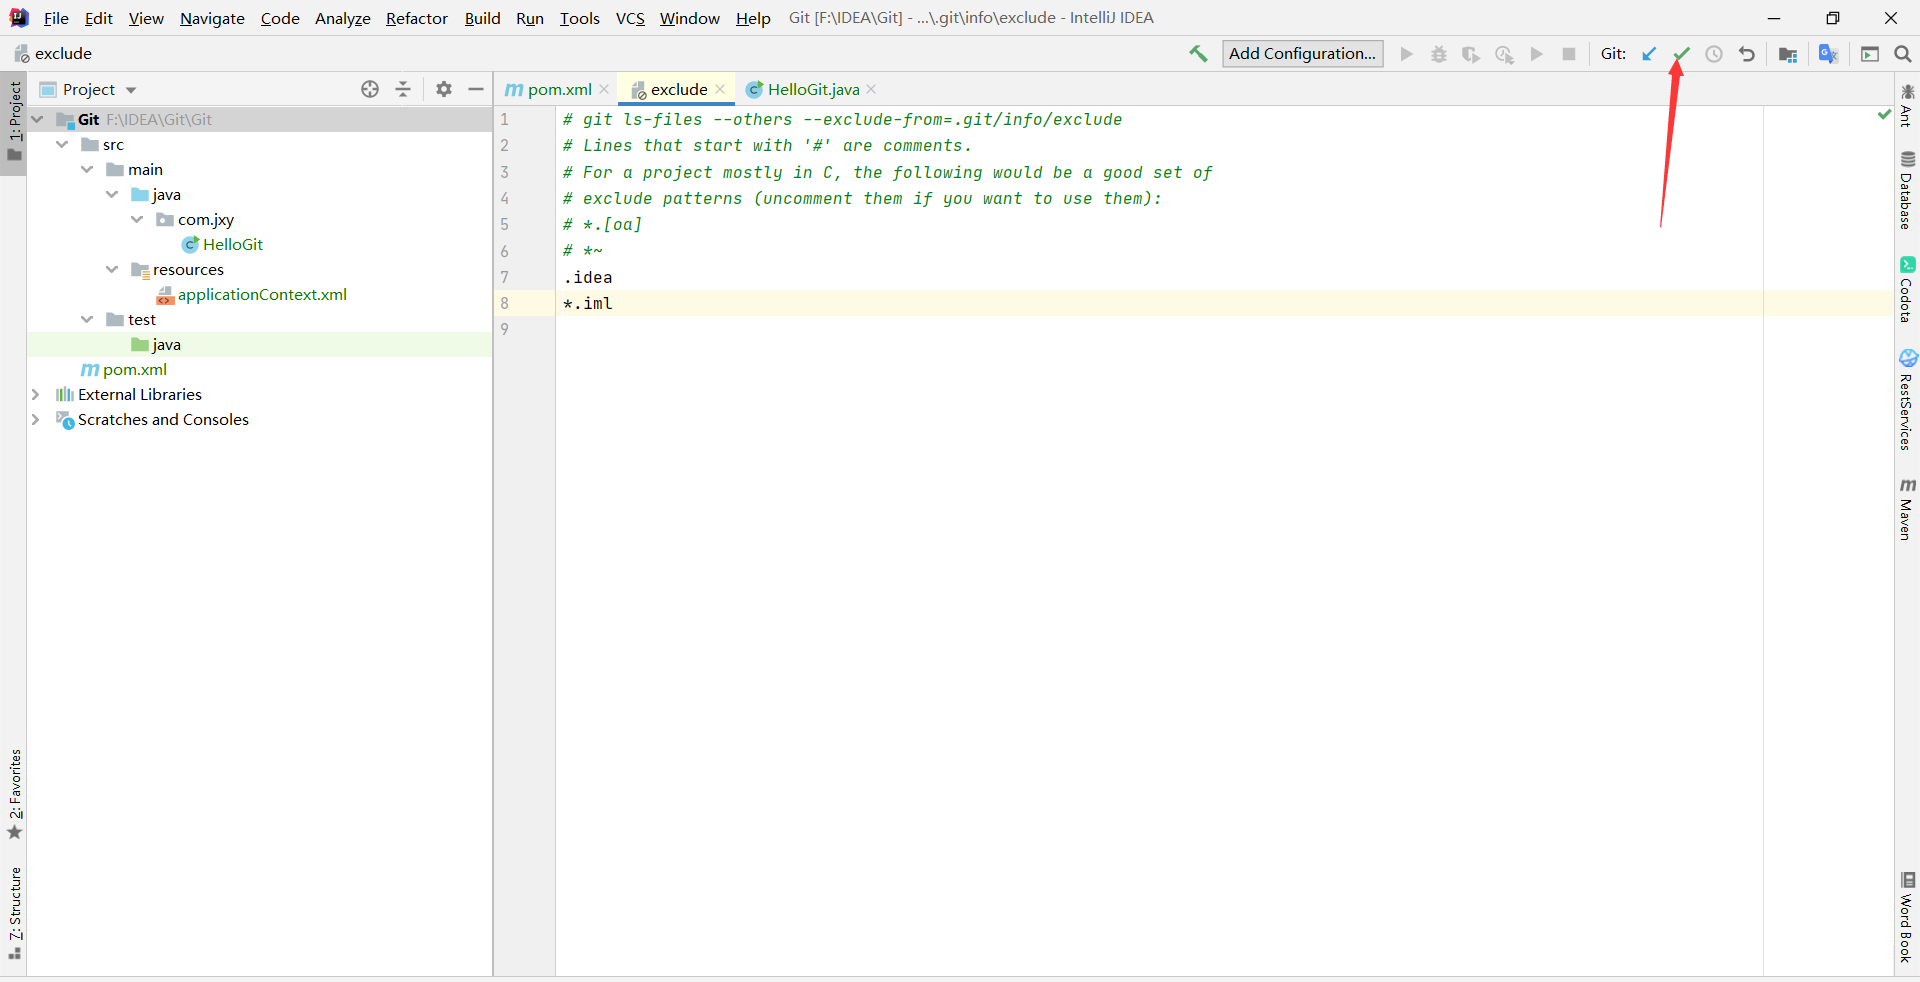 File Edit View Navigate Code Analyze Refactor Build Run Tools VCS Window Help Git [F:\IDEA\Git] - ...\.git\info\exclude - IntelliJ IDEA
exclude Add Configuration... Git:
1: Project
Project
Git F:\IDEA\Git\Git
src
main
java
com.jxy
HelloGit
resources
applicationContext.xml
test
java
pom.xml
External Libraries
Scratches and Consoles
2: Favorites
7: Structure
pom.xml exclude HelloGit.java
1 # git ls-files --others --exclude-from=.git/info/exclude
2 # Lines that start with '#' are comments.
3 # For a project mostly in C, the following would be a good set of
4 # exclude patterns (uncomment them if you want to use them):
5 # *.[oa]
6 # *~
7 .idea
8 *.iml
9
Ant
Database
Codota
RestServices
Maven
Word Book